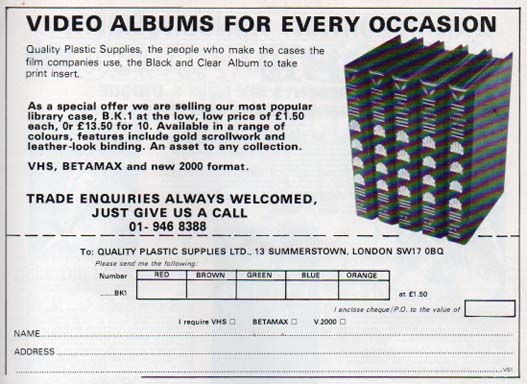 VIDEO ALBUMS FOR EVERY OCCASION
Quality Plastic Supplies, the people who make the cases the
film companies use, the Black and Clear Album to take
print insert.
As a special offer we are selling our most popular
library case, B.K.1 at the low, low price of £1.50
each, 0r £13.50 for 10. Available in a range of
colours, features include gold scrollwork and
leather-look binding. An asset to any collection.
VHS, BETAMAX and new 2000 format.
TRADE ENQUIRIES ALWAYS WELCOMED,
JUST GIVE US A CALL
01- 946 8388
To: QUALITY PLASTIC SUPPLIES LTD., 13 SUMMERSTOWN, LONDON SW17 0BQ
Please send me the following:
Number RED BROWN GREEN BLUE ORANGE
......BK1 at £1.50
I enclose cheque/P.O. to the value of
I require VHS □ BETAMAX □ V.2000 □
NAME
ADDRESS
VS1